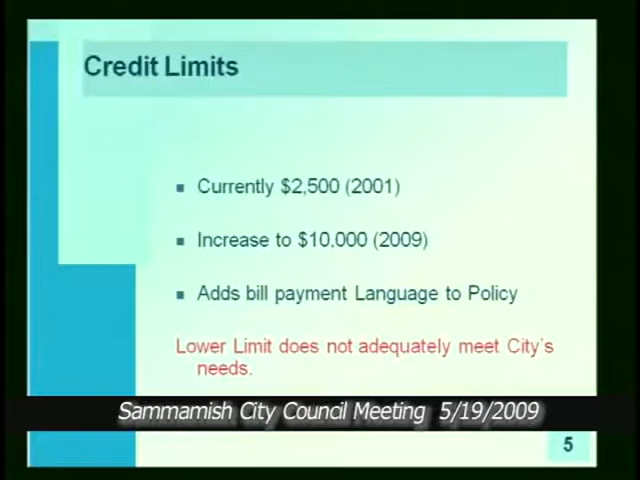 Credit Limits
▪ Currently $2,500 (2001)
▪ Increase to $10,000 (2009)
▪ Adds bill payment Language to Policy
Lower Limit does not adequately meet City's
needs.
Sammamish City Council Meeting 5/19/2009
5